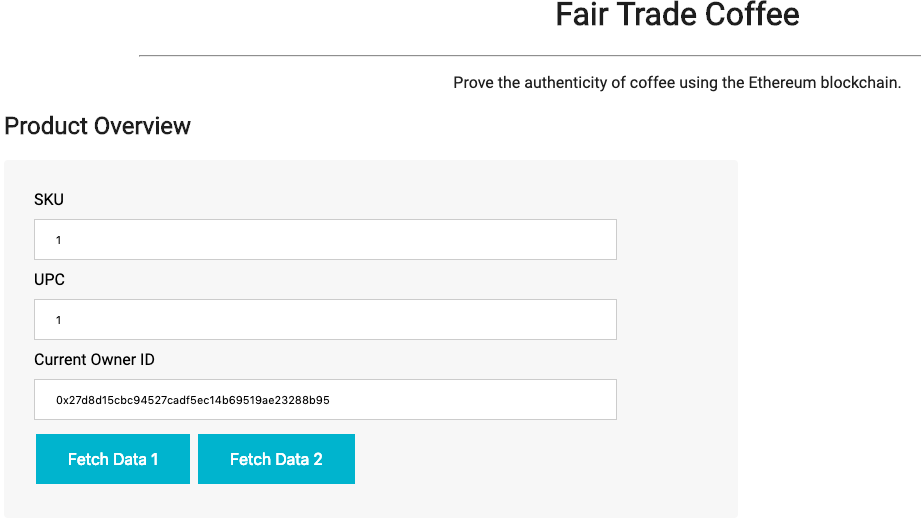 Fair Trade Coffee
Prove the authenticity of coffee using the Ethereum blockchain.
Product Overview
SKU
1
UPC
1
Current Owner ID
0x27d8d15cbc94527cadf5ec14b69519ae23288b95
Fetch Data 1
Fetch Data 2